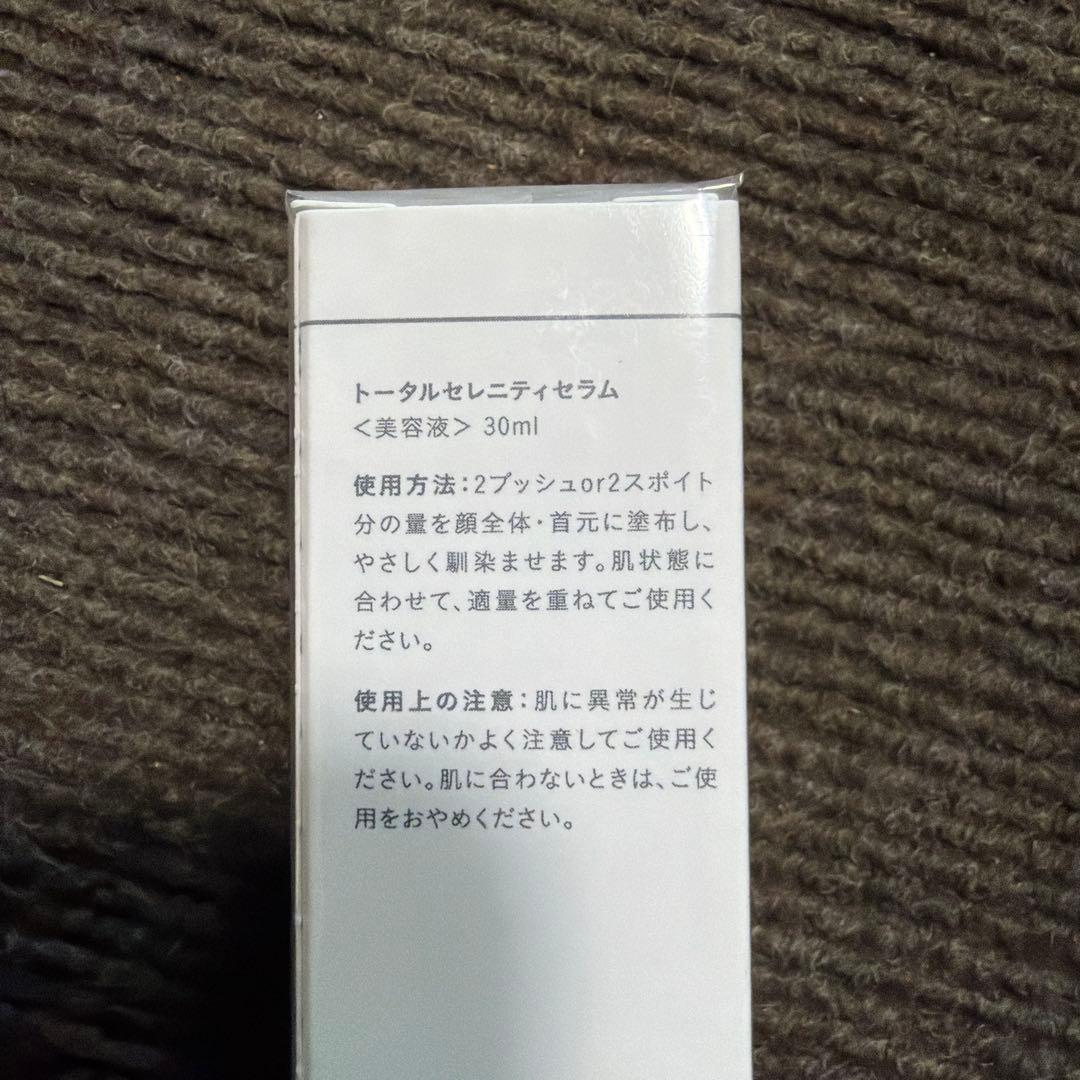 トータルセレニティセラム
＜美容液＞ 30ml
使用方法：2プッシュor2スポイト
分の量を顔全体・首元に塗布し、
やさしく馴染ませます。肌状態に
合わせて、適量を重ねてご使用く
ださい。
使用上の注意：肌に異常が生じ
ていないかよく注意してご使用く
ださい。肌に合わないときは、ご使
用をおやめください。